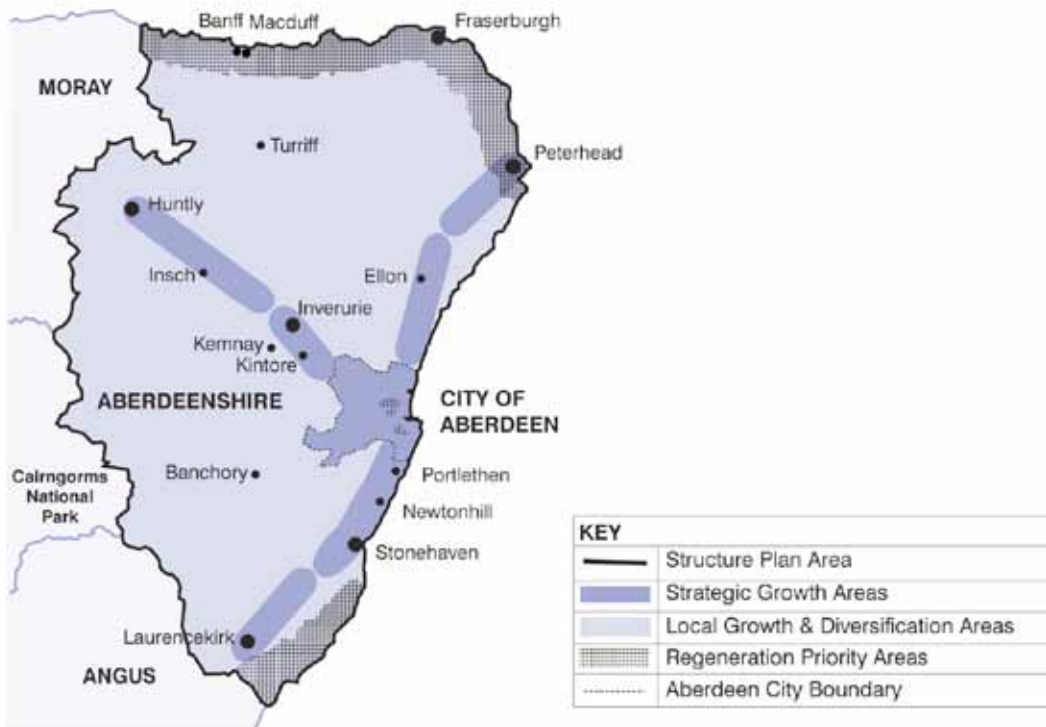 Banff Macduff
Fraserburgh
MORAY
Turriff
Peterhead
Huntly
Insch
Ellon
Inverurie
Kemnay
Kintore
ABERDEENSHIRE
CITY OF
ABERDEEN
Banchory
Portlethen
Cairngorms
National
Park
Newtonhill
Stonehaven
Laurencekirk
ANGUS
KEY
Structure Plan Area
Strategic Growth Areas
Local Growth & Diversification Areas
Regeneration Priority Areas
Aberdeen City Boundary